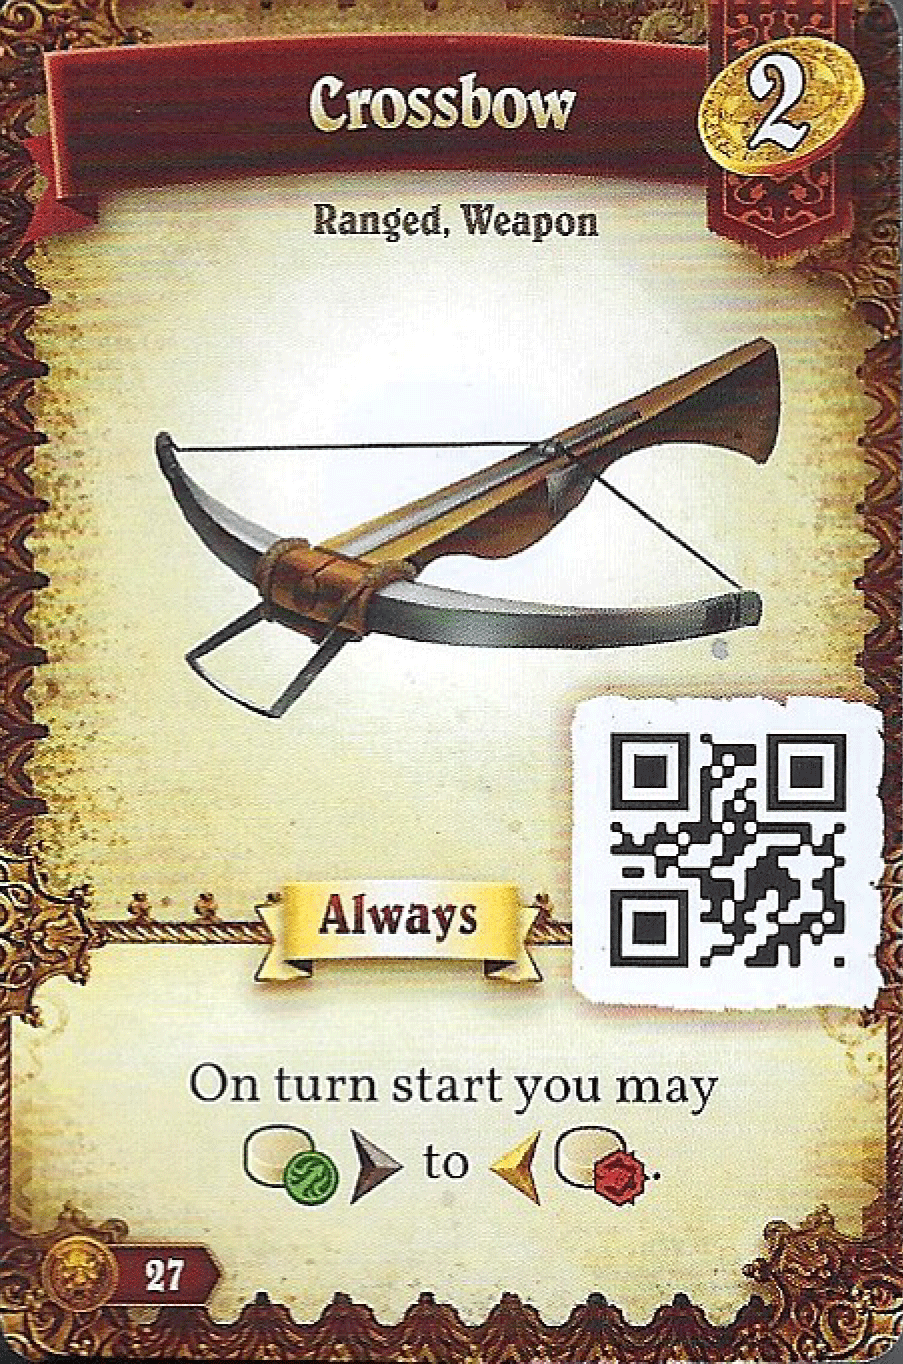 Crossbow
2
Ranged, Weapon
Always
On turn start you may
to .
27